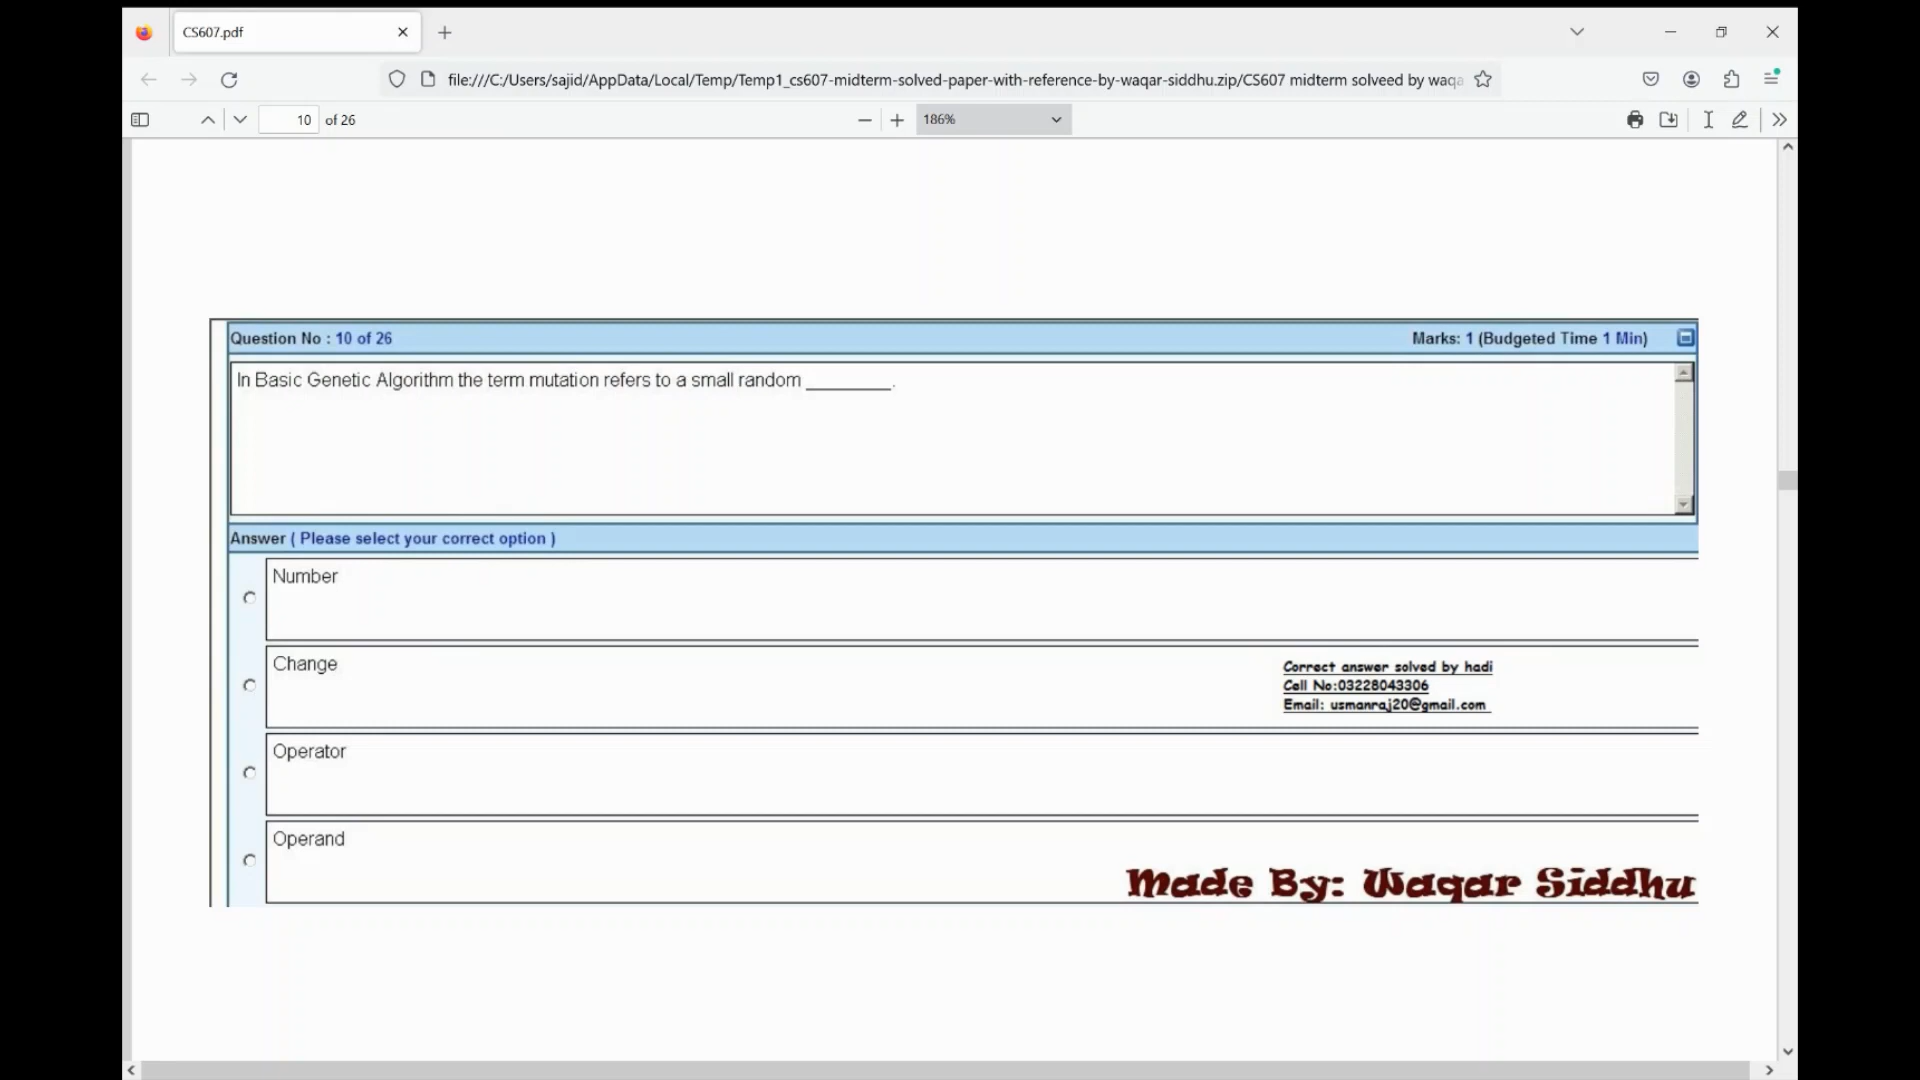 CS607.pdf
file:///C:/Users/sajid/AppData/Local/Temp/Temp1_cs607-midterm-solved-paper-with-reference-by-waqar-siddhu.zip/CS607 midterm solveed by waqa
10 of 26
186%
Question No : 10 of 26 Marks: 1 (Budgeted Time 1 Min)
In Basic Genetic Algorithm the term mutation refers to a small random _________.
Answer ( Please select your correct option )
Number
Change
Correct answer solved by hadi
Cell No:03228043306
Email: usmanraj20@gmail.com
Operator
Operand
Made By: Waqar Siddhu